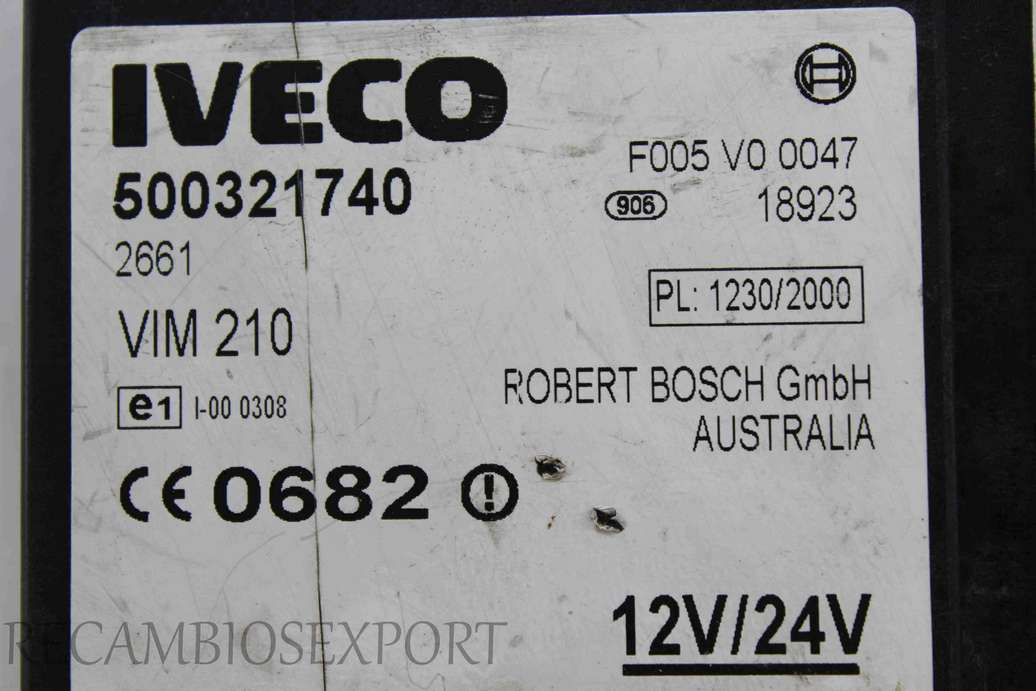 IVECO
500321740
2661
VIM 210
e1 I-00 0308
CE 0682 !
F005 V0 0047
906 18923
PL: 1230/2000
ROBERT BOSCH GmbH
AUSTRALIA
12V/24V
RECAMBIOSEXPORT